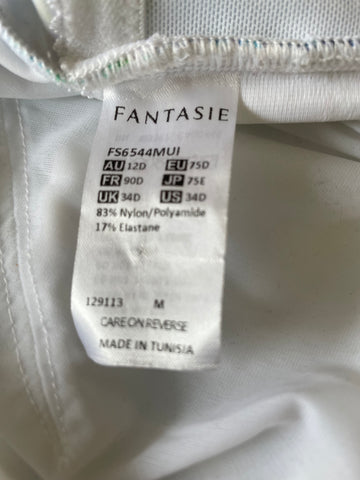 FANTASIE
FS6544MUI
AU 12D EU 75D
FR 90D JP 75E
UK 34D US 34D
83% Nylon/Polyamide
17% Elastane
129113 M
CARE ON REVERSE
MADE IN TUNISIA